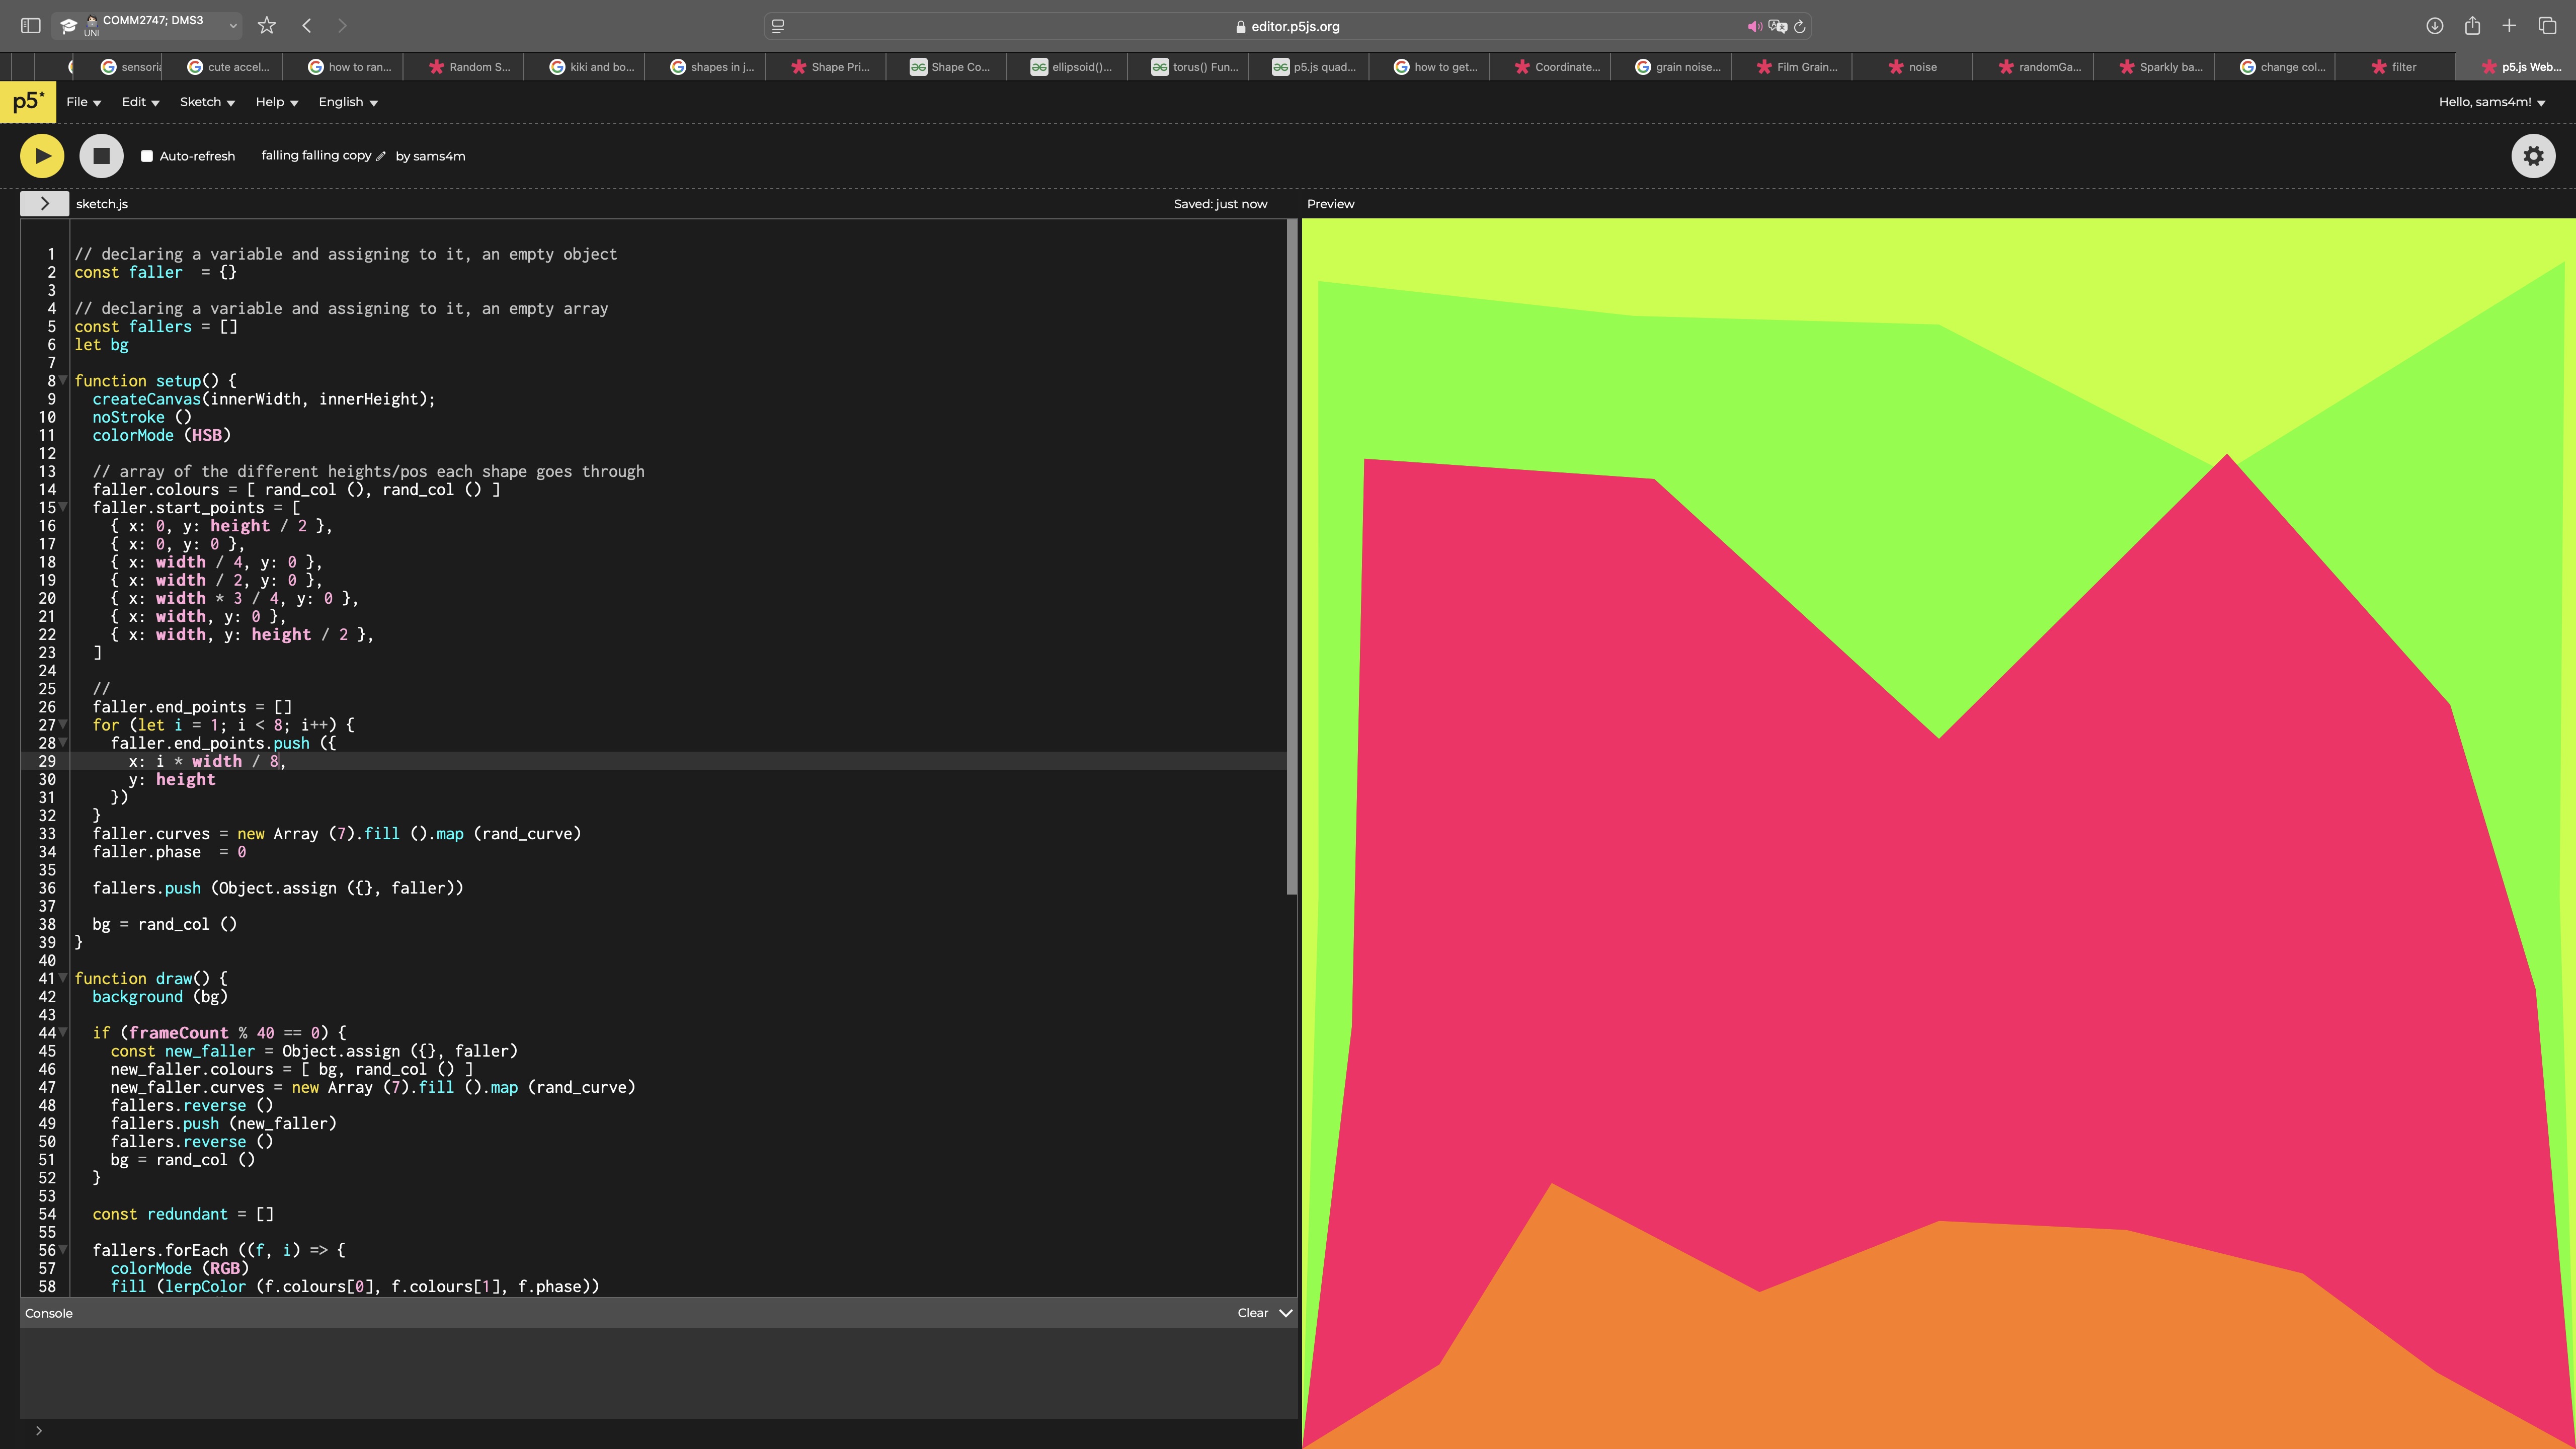 COMM2747; DMS3
UNI
editor.p5js.org
sensoria
cute accel...
how to ran...
Random S...
kiki and bo...
shapes in j...
Shape Pri...
Shape Co...
ellipsoid()...
torus() Fun...
p5.js quad...
how to get...
Coordinate...
grain noise...
Film Grain...
noise
randomGa...
Sparkly ba...
change col...
filter
p5.js Web...
p5* File Edit Sketch Help English Hello, sams4m!
Auto-refresh falling falling copy by sams4m
> sketch.js Saved: just now Preview
1 // declaring a variable and assigning to it, an empty object
2 const faller  = {}
3
4 // declaring a variable and assigning to it, an empty array
5 const fallers = []
6 let bg
7
8 function setup() {
9   createCanvas(innerWidth, innerHeight);
10   noStroke ()
11   colorMode (HSB)
12
13   // array of the different heights/pos each shape goes through
14   faller.colours = [ rand_col (), rand_col () ]
15   faller.start_points = [
16     { x: 0, y: height / 2 },
17     { x: 0, y: 0 },
18     { x: width / 4, y: 0 },
19     { x: width / 2, y: 0 },
20     { x: width * 3 / 4, y: 0 },
21     { x: width, y: 0 },
22     { x: width, y: height / 2 },
23   ]
24
25   //
26   faller.end_points = []
27   for (let i = 1; i < 8; i++) {
28     faller.end_points.push ({
29       x: i * width / 8,
30       y: height
31     })
32   }
33   faller.curves = new Array (7).fill ().map (rand_curve)
34   faller.phase  = 0
35
36   fallers.push (Object.assign ({}, faller))
37
38   bg = rand_col ()
39 }
40
41 function draw() {
42   background (bg)
43
44   if (frameCount % 40 == 0) {
45     const new_faller = Object.assign ({}, faller)
46     new_faller.colours = [ bg, rand_col () ]
47     new_faller.curves = new Array (7).fill ().map (rand_curve)
48     fallers.reverse ()
49     fallers.push (new_faller)
50     fallers.reverse ()
51     bg = rand_col ()
52   }
53
54   const redundant = []
55
56   fallers.forEach ((f, i) => {
57     colorMode (RGB)
58     fill (lerpColor (f.colours[0], f.colours[1], f.phase))
Console Clear
>